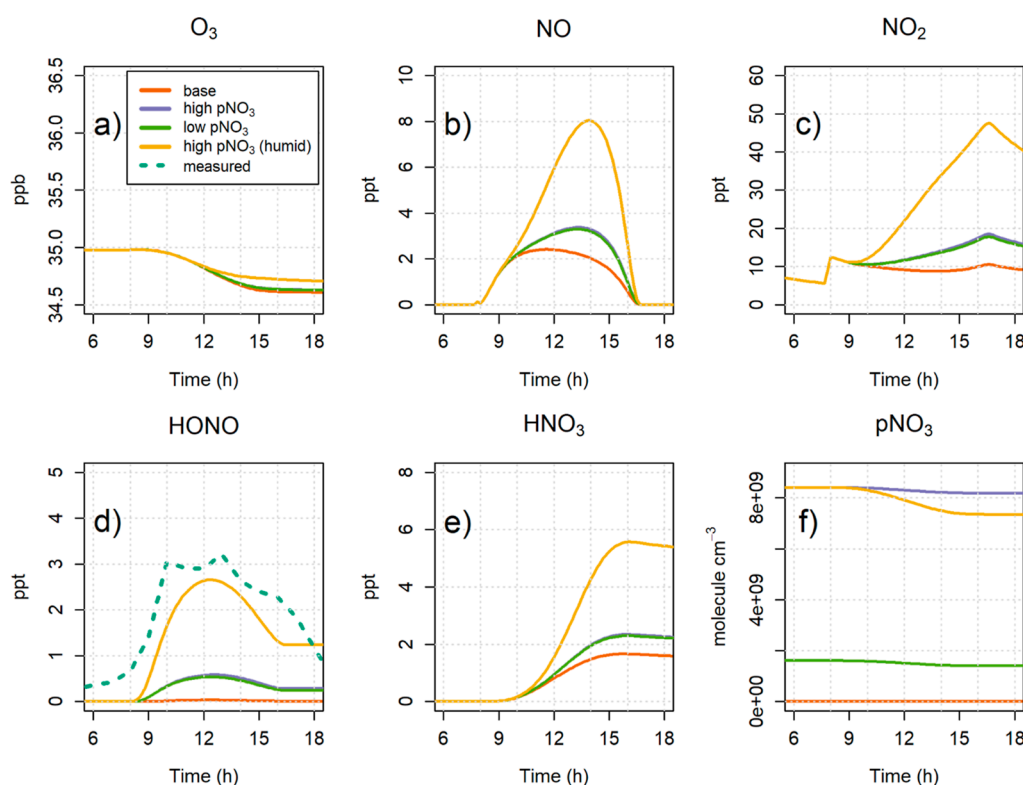 O3
NO
NO2
34.5 35.0 35.5 36.0 36.5
ppb
a)
base
high pNO3
low pNO3
high pNO3 (humid)
measured
6 9 12 15 18
Time (h)
0 2 4 6 8 10
ppt
b)
6 9 12 15 18
Time (h)
0 10 20 30 40 50 60
ppt
c)
6 9 12 15 18
Time (h)
HONO
HNO3
pNO3
0 1 2 3 4 5
ppt
d)
6 9 12 15 18
Time (h)
0 2 4 6 8
ppt
e)
6 9 12 15 18
Time (h)
0e+00 4e+09 8e+09
molecule cm−3
f)
6 9 12 15 18
Time (h)